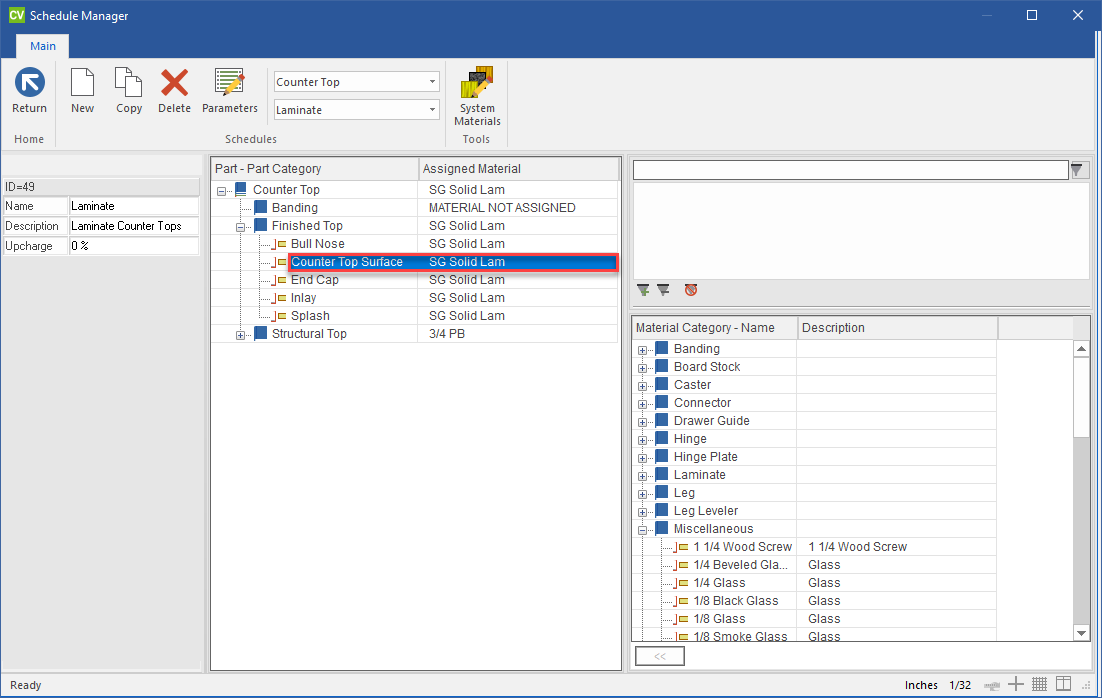 CV Schedule Manager
Main
Return
New
Copy
Delete
Parameters
Counter Top
Laminate
System
Materials
Home
Schedules
Tools
ID=49
Name Laminate
Description Laminate Counter Tops
Upcharge 0 %
Part - Part Category Assigned Material
Counter Top SG Solid Lam
Banding MATERIAL NOT ASSIGNED
Finished Top SG Solid Lam
Bull Nose SG Solid Lam
Counter Top Surface SG Solid Lam
End Cap SG Solid Lam
Inlay SG Solid Lam
Splash SG Solid Lam
Structural Top 3/4 PB
Material Category - Name Description
Banding
Board Stock
Caster
Connector
Drawer Guide
Hinge
Hinge Plate
Laminate
Leg
Leg Leveler
Miscellaneous
1 1/4 Wood Screw 1 1/4 Wood Screw
1/4 Beveled Gla... Glass
1/4 Glass Glass
1/8 Black Glass Glass
1/8 Glass Glass
1/8 Smoke Glass Glass
<<
Ready
Inches 1/32